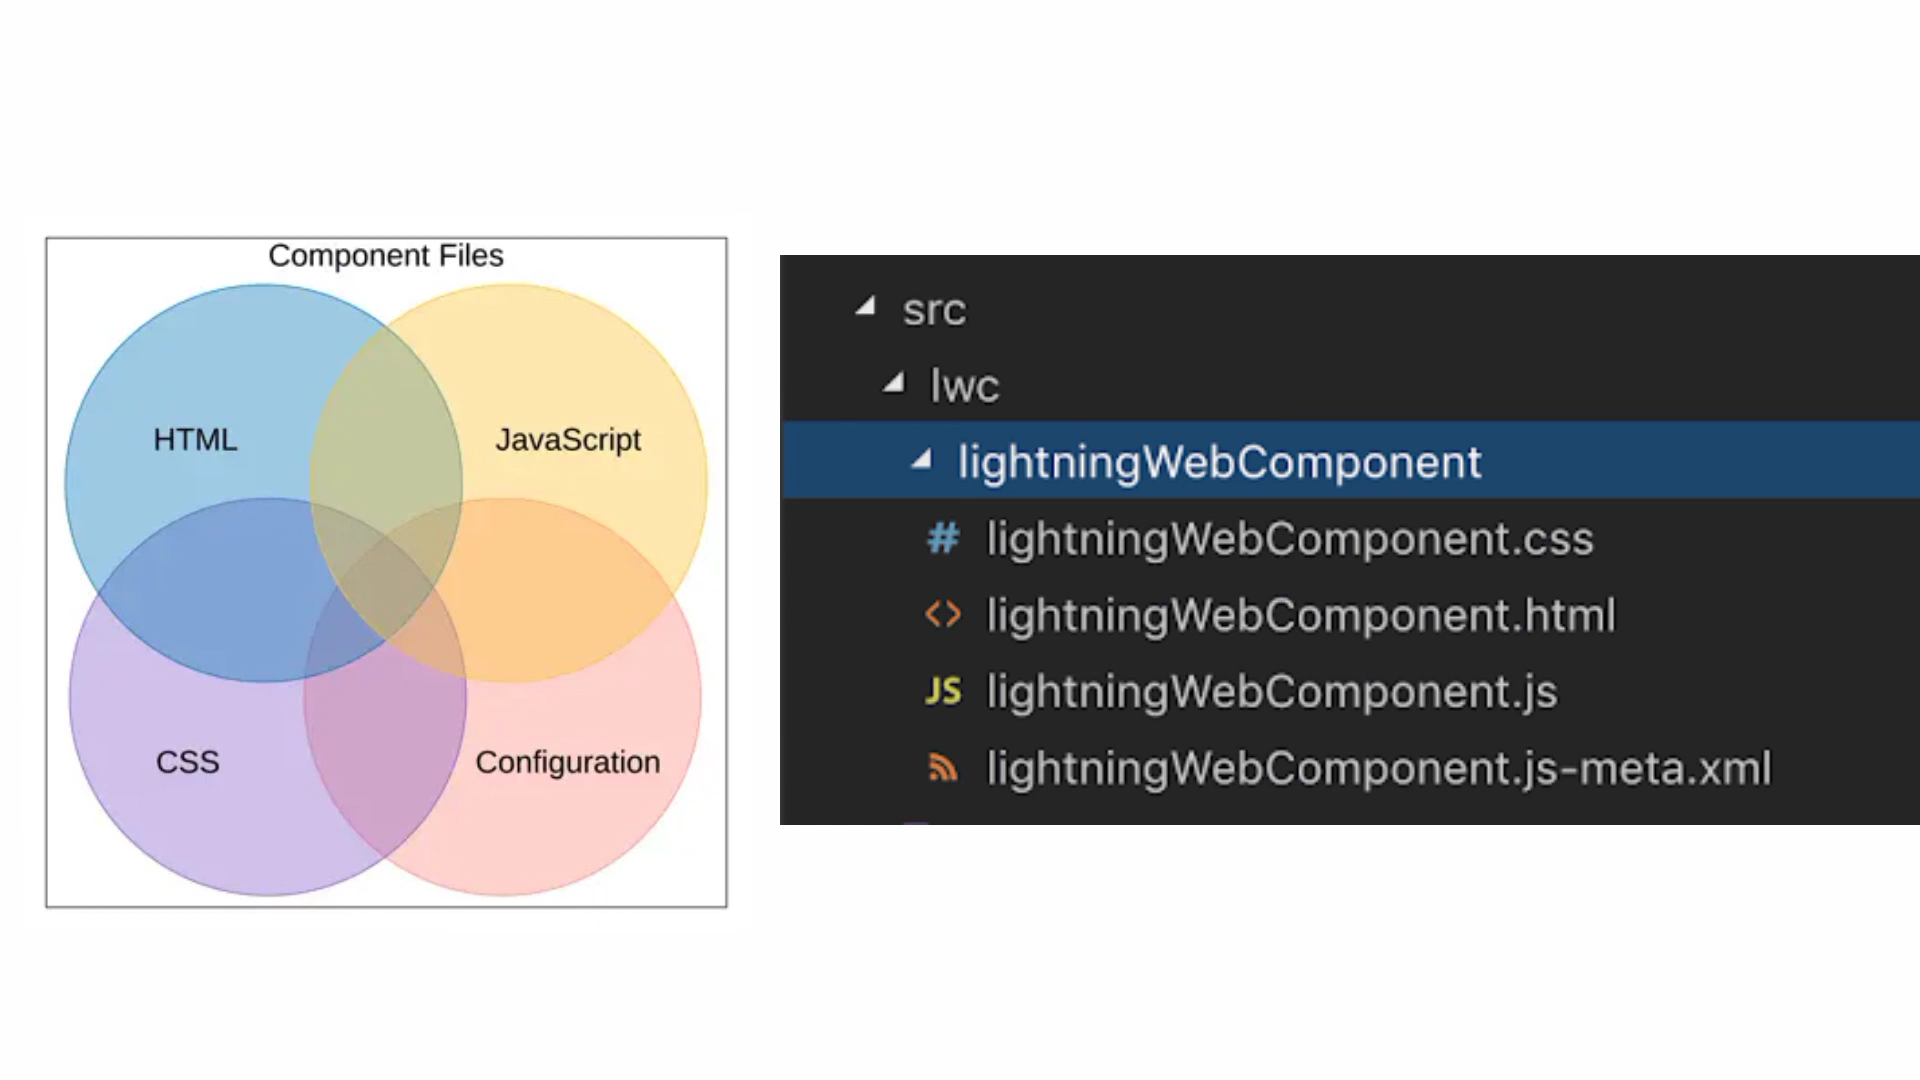 Component Files
HTML
JavaScript
CSS
Configuration
src
lwc
lightningWebComponent
# lightningWebComponent.css
<> lightningWebComponent.html
JS lightningWebComponent.js
lightningWebComponent.js-meta.xml